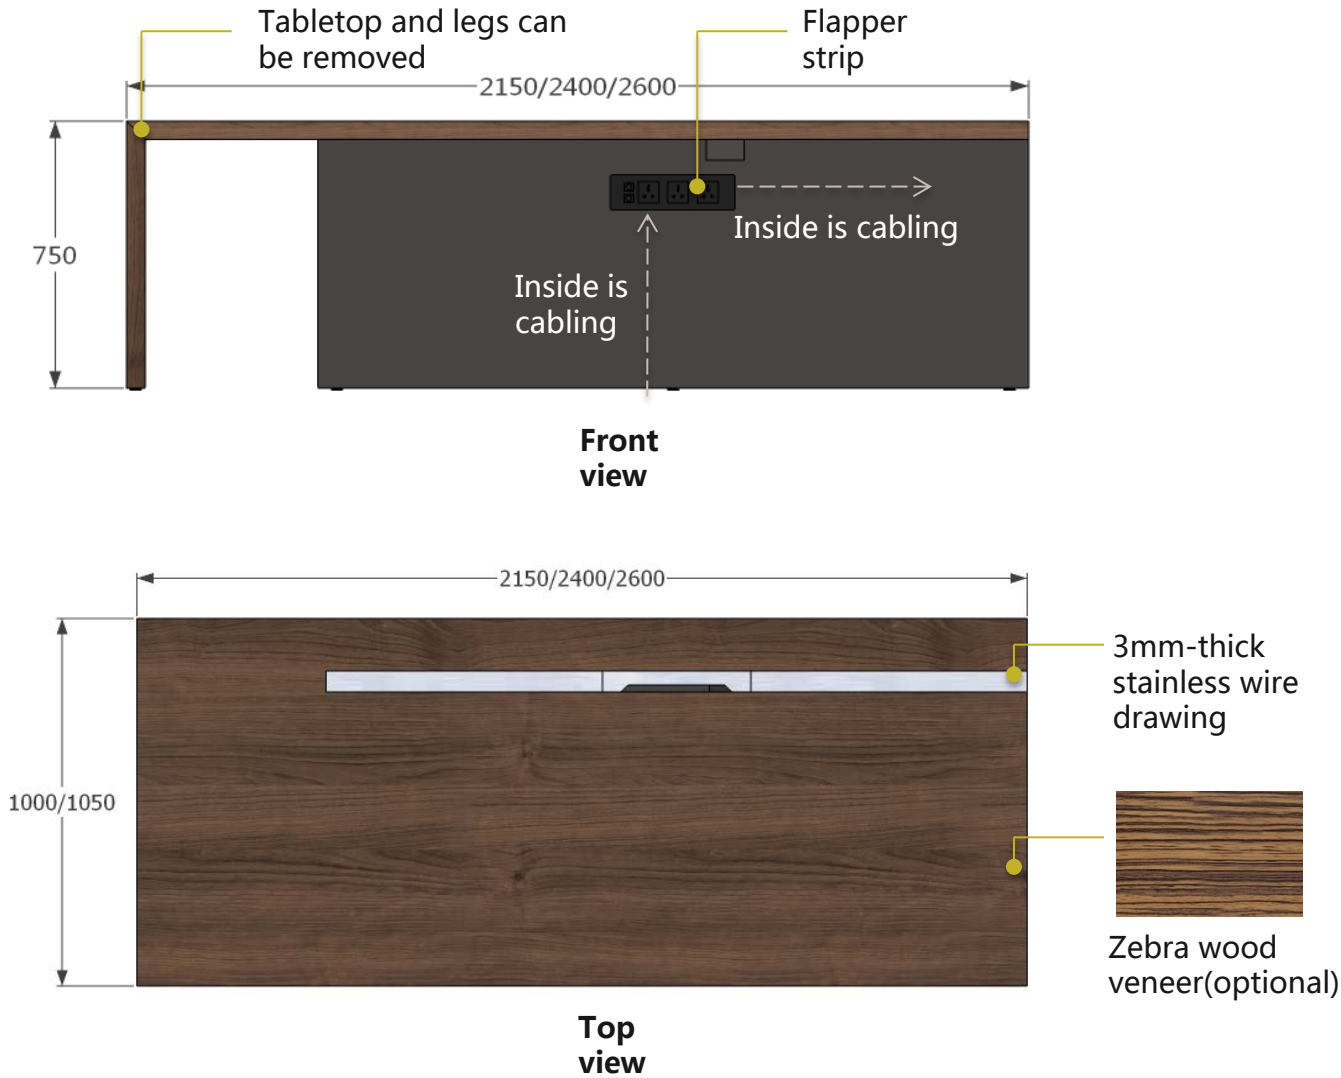 Tabletop and legs can
be removed
Flapper
strip
2150/2400/2600
750
Inside is cabling
Inside is
cabling
Front
view
2150/2400/2600
3mm-thick
stainless wire
drawing
1000/1050
Zebra wood
veneer(optional)
Top
view